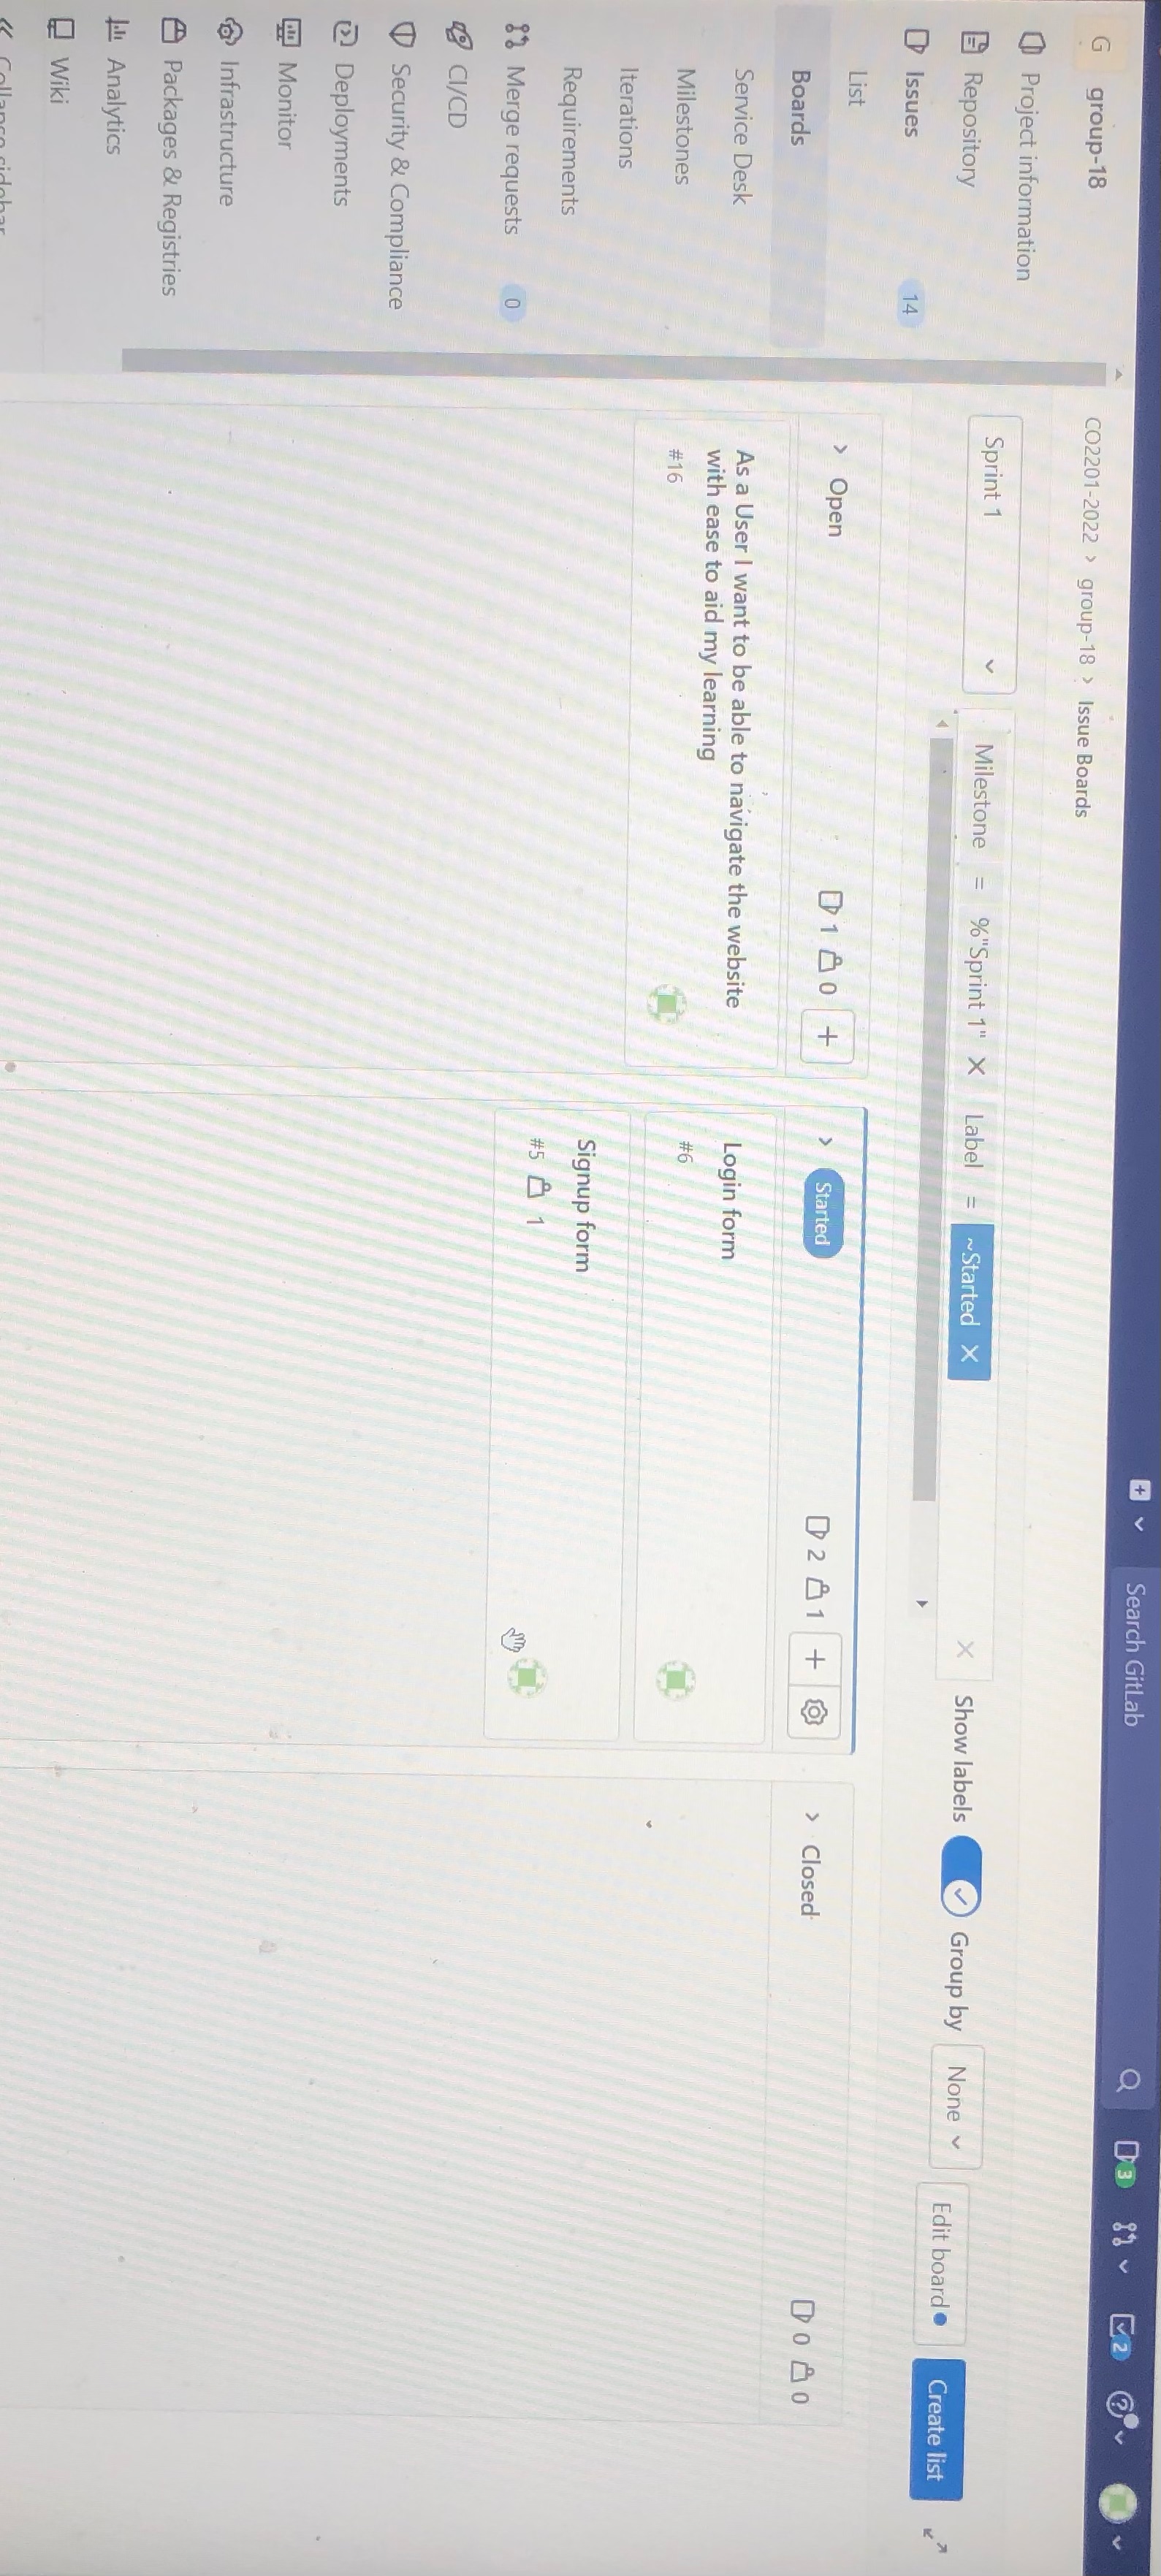 Search GitLab
3
2
G group-18
Project information
Repository
Issues 14
List
Boards
Service Desk
Milestones
Iterations
Requirements
Merge requests 0
CI/CD
Security & Compliance
Deployments
Monitor
Infrastructure
Packages & Registries
Analytics
Wiki
Collapse sidebar
CO2201-2022 > group-18 > Issue Boards
Sprint 1
Milestone = %"Sprint 1" Label = ~Started
Show labels Group by None Edit board Create list
Open 1 0 +
As a User I want to be able to navigate the website
with ease to aid my learning
#16
Started 2 1 +
Login form
#6
Signup form
#5 1
Closed 0 0